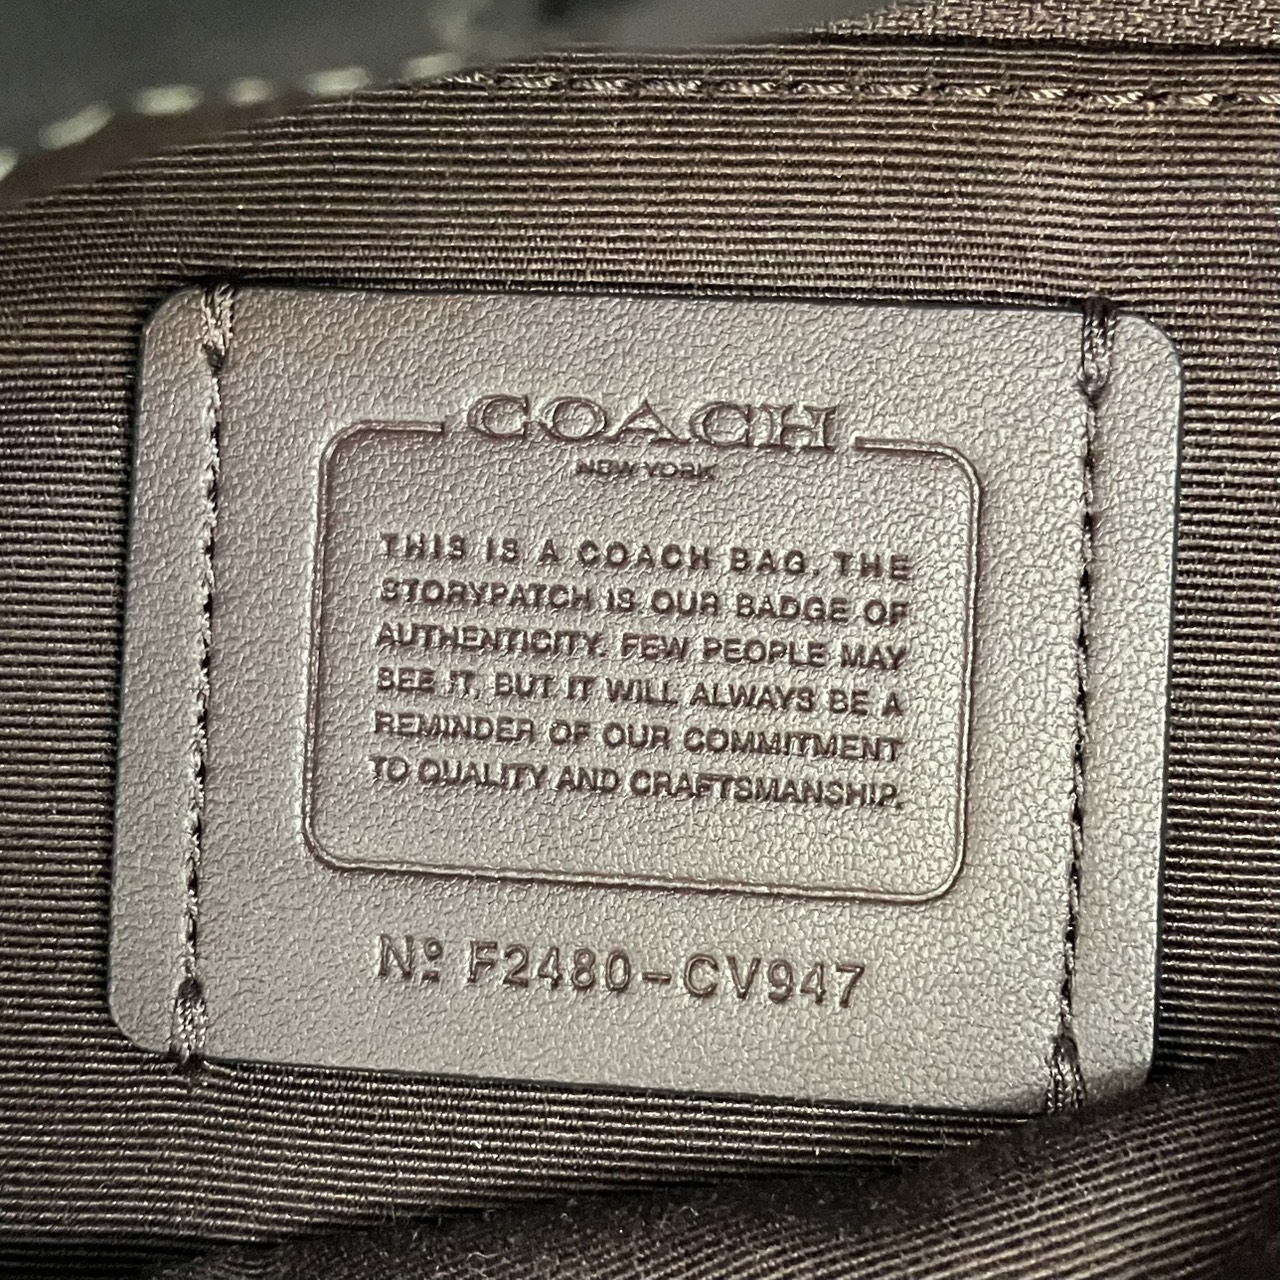 COACH
NEW YORK
THIS IS A COACH BAG. THE
STORYPATCH IS OUR BADGE OF
AUTHENTICITY. FEW PEOPLE MAY
SEE IT, BUT IT WILL ALWAYS BE A
REMINDER OF OUR COMMITMENT
TO QUALITY AND CRAFTSMANSHIP.
Nº F2480-CV947